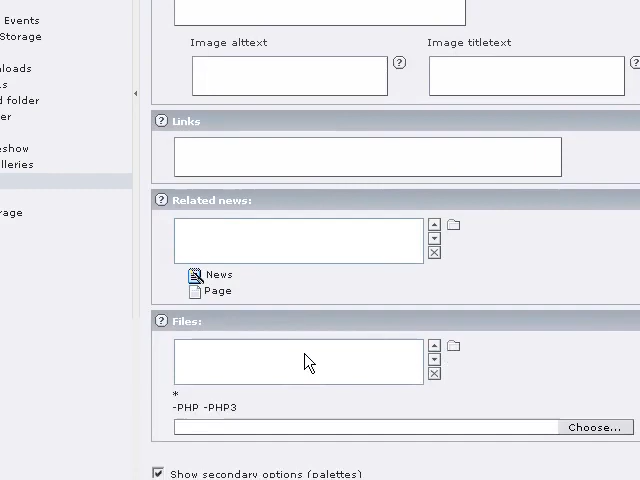 Events
Storage
loads
s
d folder
er
eshow
lleries
rage
Image alttext
Image titletext
Links
Related news:
News
Page
Files:
*
-PHP -PHP3
Choose...
Show secondary options (palettes)